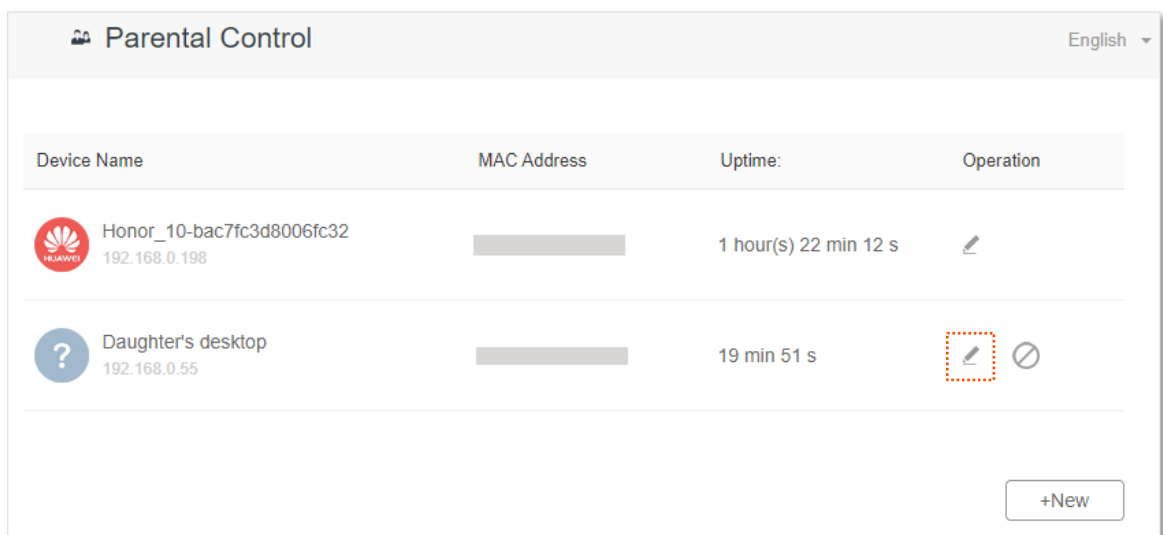 Parental Control
English
Device Name MAC Address Uptime: Operation
HUAWEI
Honor_10-bac7fc3d8006fc32
192.168.0.198
1 hour(s) 22 min 12 s
?
Daughter's desktop
192.168.0.55
19 min 51 s
+New